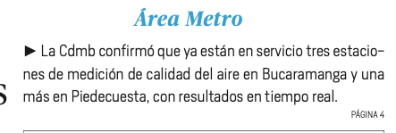 Área Metro
► La Cdmb confirmó que ya están en servicio tres estacio-
nes de medición de calidad del aire en Bucaramanga y una
s más en Piedecuesta, con resultados en tiempo real.
PÁGINA 4